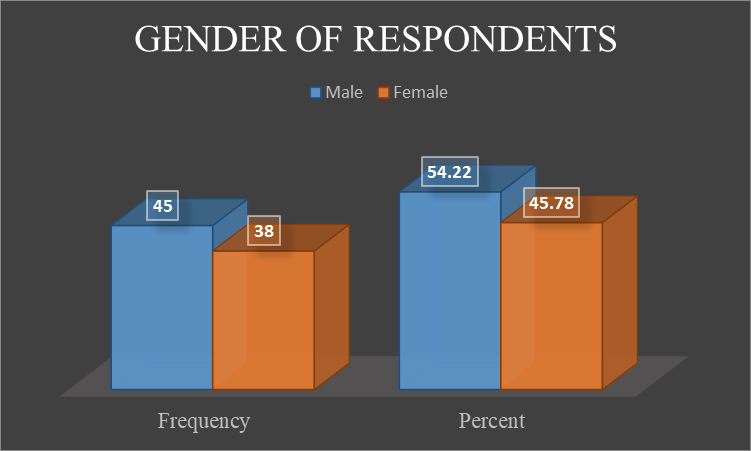 GENDER OF RESPONDENTS
Male Female
45
38
54.22
45.78
Frequency Percent